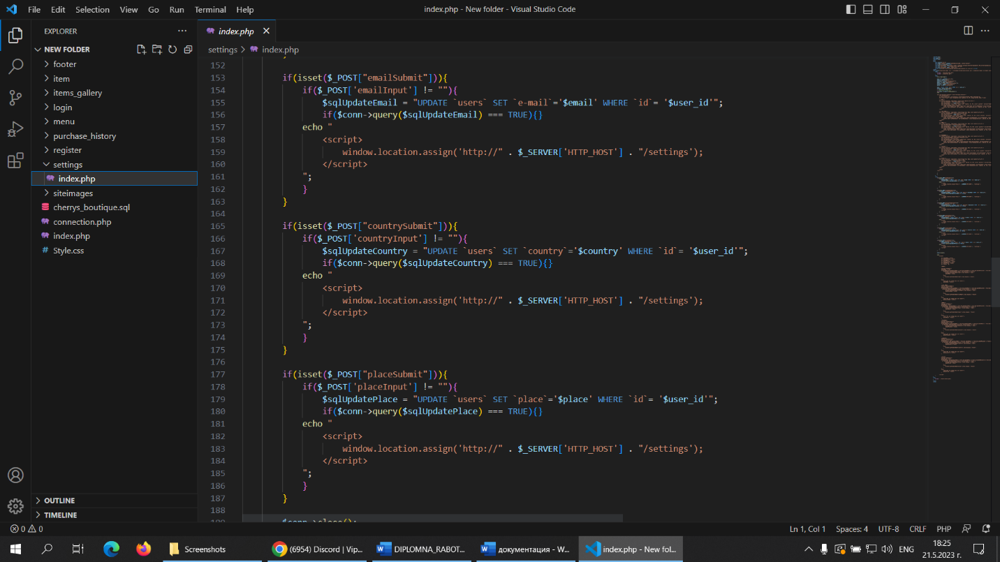 File Edit Selection View Go Run Terminal Help
index.php - New folder - Visual Studio Code
EXPLORER
NEW FOLDER
footer
item
items_gallery
login
menu
purchase_history
register
settings
index.php
siteimages
cherrys_boutique.sql
connection.php
index.php
Style.css
OUTLINE
TIMELINE
index.php
settings > index.php
152
153 if(isset($_POST["emailSubmit"])){
154 if($_POST['emailInput'] != ""){
155 $sqlUpdateEmail = "UPDATE `users` SET `e-mail`='$email' WHERE `id`= '$user_id'";
156 if($conn->query($sqlUpdateEmail) === TRUE){}
157 echo "
158 <script>
159 window.location.assign('http://" . $_SERVER['HTTP_HOST'] . "/settings');
160 </script>
161 ";
162 }
163 }
164
165 if(isset($_POST["countrySubmit"])){
166 if($_POST['countryInput'] != ""){
167 $sqlUpdateCountry = "UPDATE `users` SET `country`='$country' WHERE `id`= '$user_id'";
168 if($conn->query($sqlUpdateCountry) === TRUE){}
169 echo "
170 <script>
171 window.location.assign('http://" . $_SERVER['HTTP_HOST'] . "/settings');
172 </script>
173 ";
174 }
175 }
176
177 if(isset($_POST["placeSubmit"])){
178 if($_POST['placeInput'] != ""){
179 $sqlUpdatePlace = "UPDATE `users` SET `place`='$place' WHERE `id`= '$user_id'";
180 if($conn->query($sqlUpdatePlace) === TRUE){}
181 echo "
182 <script>
183 window.location.assign('http://" . $_SERVER['HTTP_HOST'] . "/settings');
184 </script>
185 ";
186 }
187 }
188
189 $conn->close();
0 0 Ln 1, Col 1 Spaces: 4 UTF-8 CRLF PHP
Screenshots
(6954) Discord | Vip...
DIPLOMNA_RABOT...
документация - W...
index.php - New fol...
ENG
18:25
21.5.2023 г.